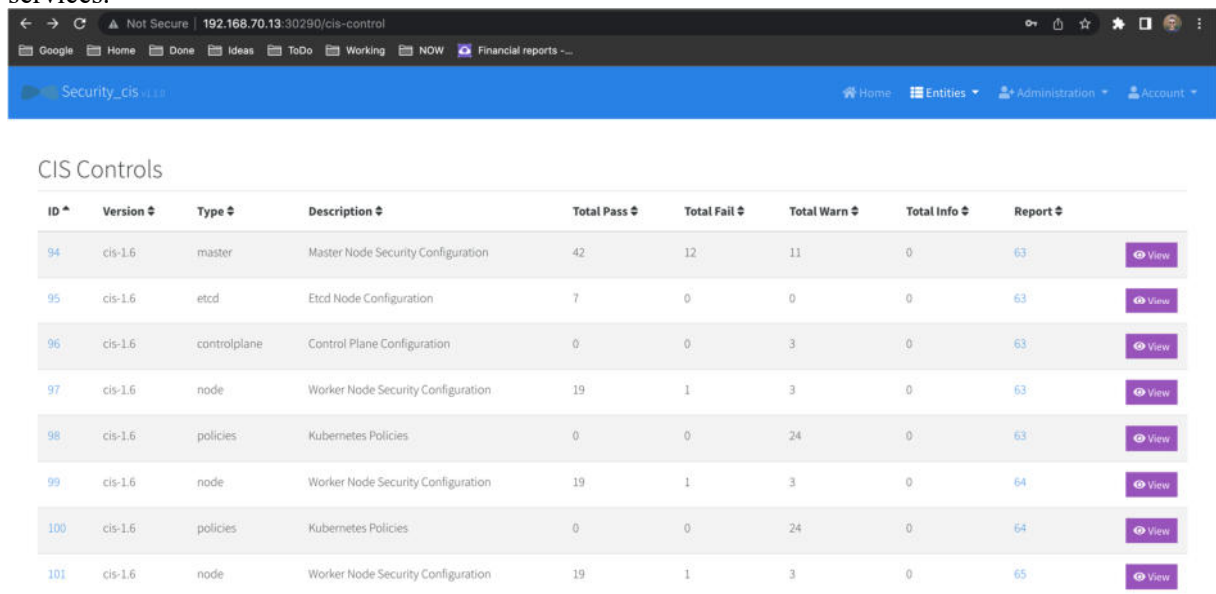 services.
Not Secure | 192.168.70.13:30290/cis-control
Google Home Done Ideas ToDo Working NOW Financial reports -...
Security_cis v1.1.0 Home Entities Administration Account
CIS Controls
ID Version Type Description Total Pass Total Fail Total Warn Total Info Report
94 cis-1.6 master Master Node Security Configuration 42 12 11 0 63 View
95 cis-1.6 etcd Etcd Node Configuration 7 0 0 0 63 View
96 cis-1.6 controlplane Control Plane Configuration 0 0 3 0 63 View
97 cis-1.6 node Worker Node Security Configuration 19 1 3 0 63 View
98 cis-1.6 policies Kubernetes Policies 0 0 24 0 63 View
99 cis-1.6 node Worker Node Security Configuration 19 1 3 0 64 View
100 cis-1.6 policies Kubernetes Policies 0 0 24 0 64 View
101 cis-1.6 node Worker Node Security Configuration 19 1 3 0 65 View